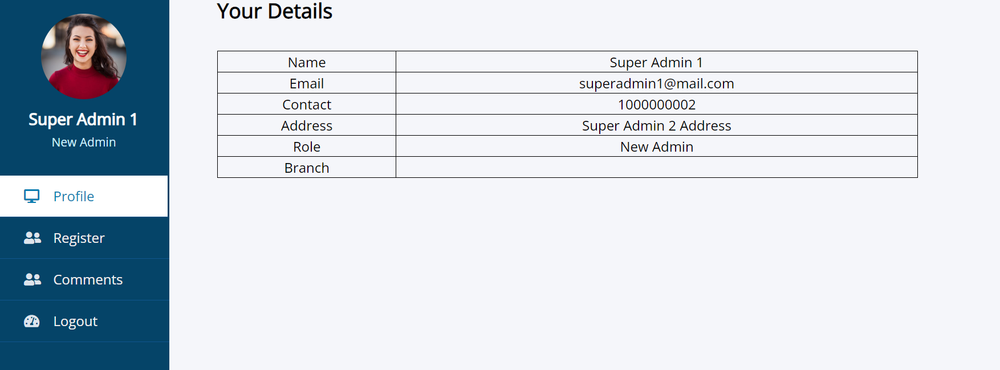 Super Admin 1
New Admin
Profile
Register
Comments
Logout
Your Details
Name Super Admin 1
Email superadmin1@mail.com
Contact 1000000002
Address Super Admin 2 Address
Role New Admin
Branch